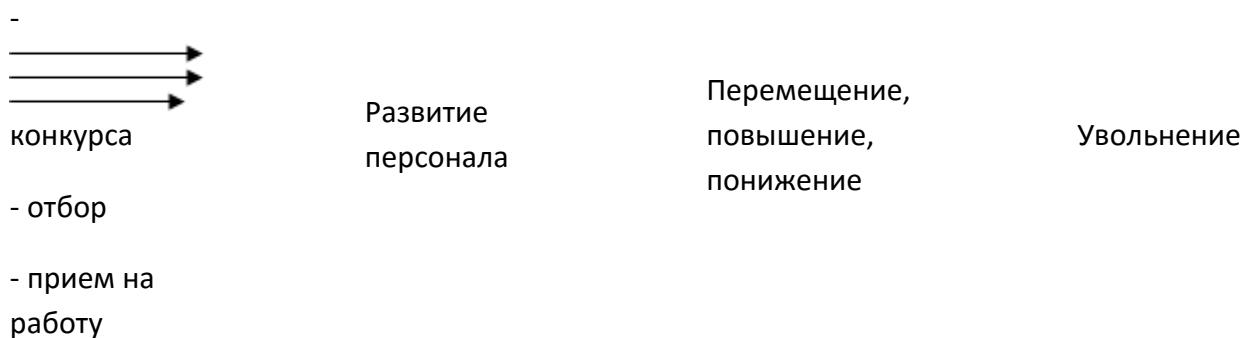 -
конкурса
- отбор
- прием на
работу
Развитие
персонала
Перемещение,
повышение,
понижение
Увольнение